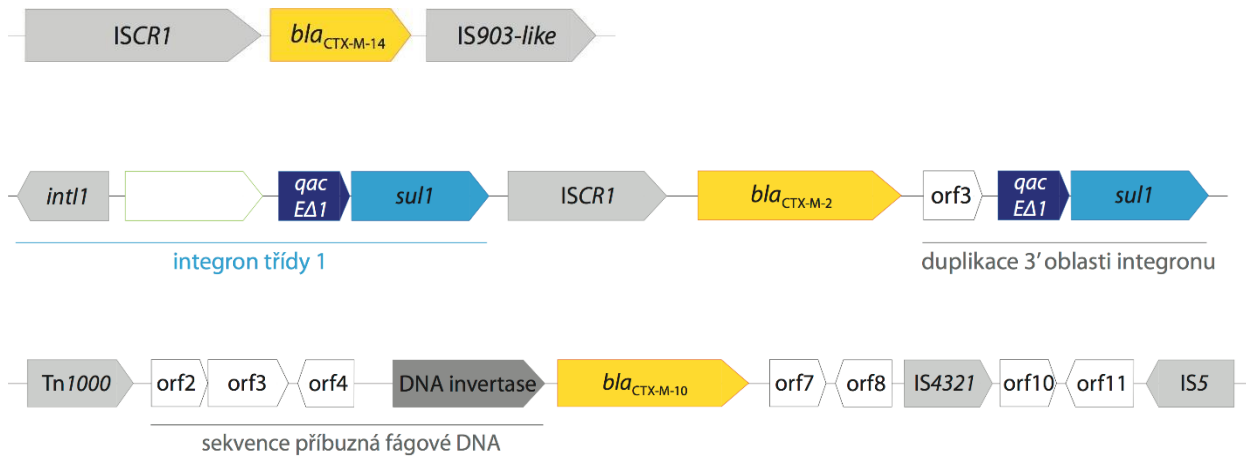 ISCR1 blaCTX-M-14 IS903-like
intI1 qac EΔ1 sul1 ISCR1 blaCTX-M-2 orf3 qac EΔ1 sul1
integron třídy 1 duplikace 3’ oblasti integronu
Tn1000 orf2 orf3 orf4 DNA invertase blaCTX-M-10 orf7 orf8 IS4321 orf10 orf11 IS5
sekvence příbuzná fágové DNA